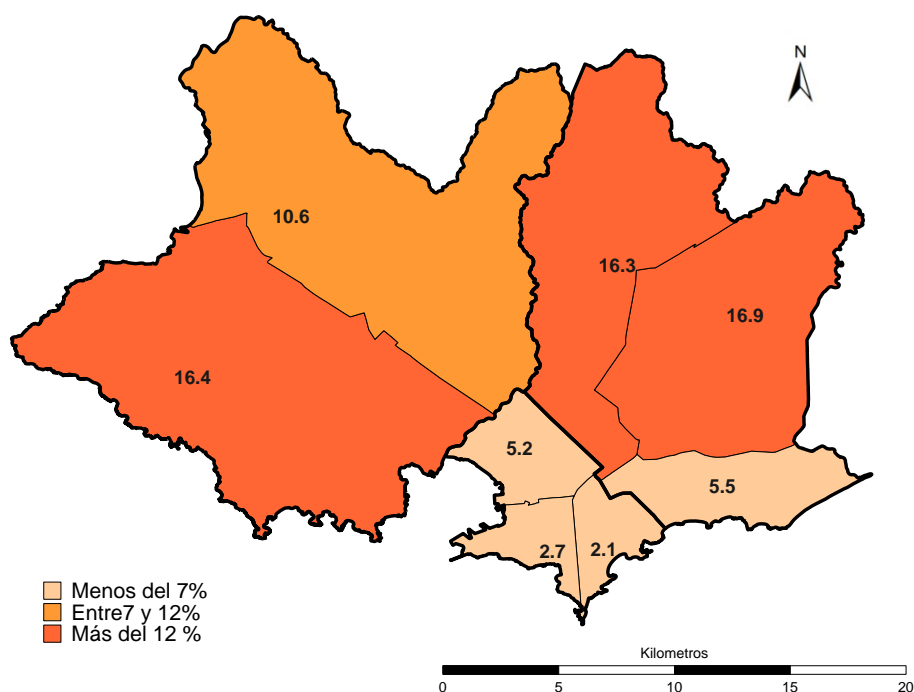 N
10.6
16.3
16.9
16.4
5.2
5.5
2.7
2.1
Menos del 7%
Entre7 y 12%
Más del 12 %
Kilometros
0 5 10 15 20